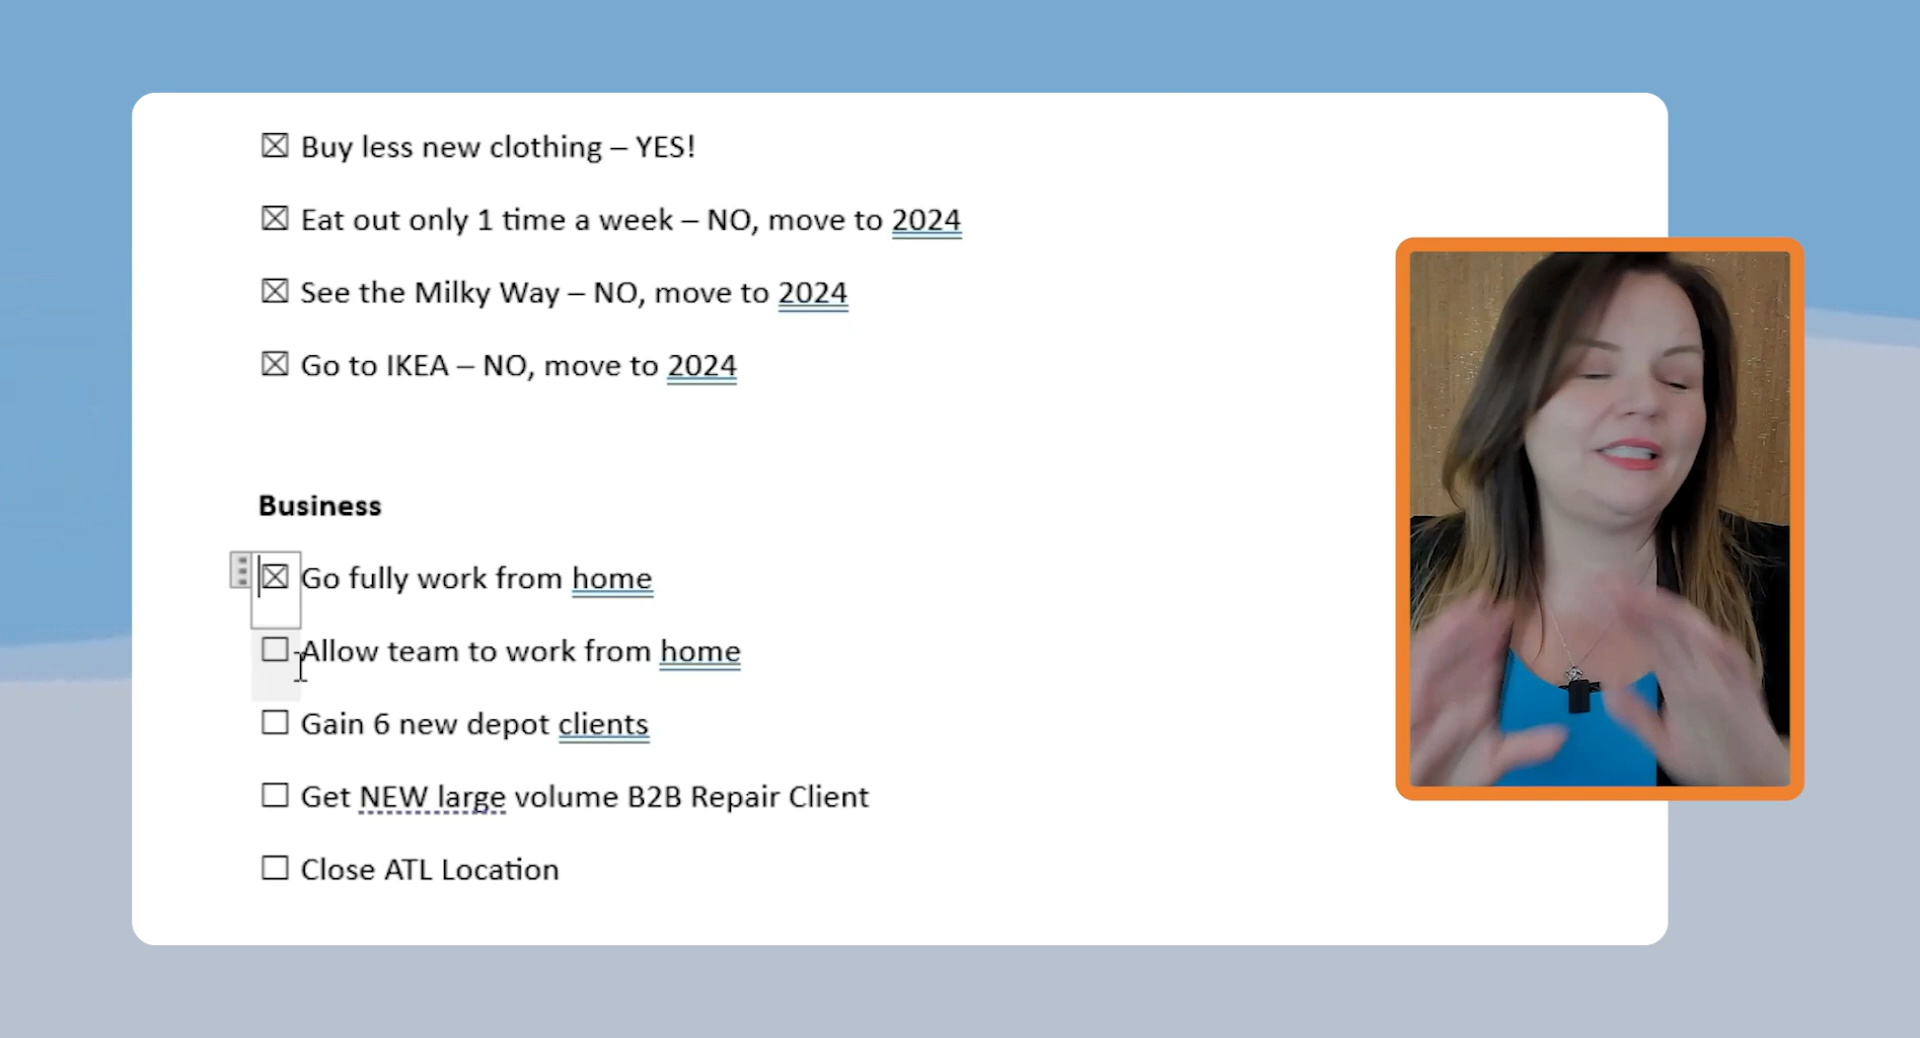 ☒ Buy less new clothing – YES!
☒ Eat out only 1 time a week – NO, move to 2024
☒ See the Milky Way – NO, move to 2024
☒ Go to IKEA – NO, move to 2024
Business
☒ Go fully work from home
☐ Allow team to work from home
☐ Gain 6 new depot clients
☐ Get NEW large volume B2B Repair Client
☐ Close ATL Location